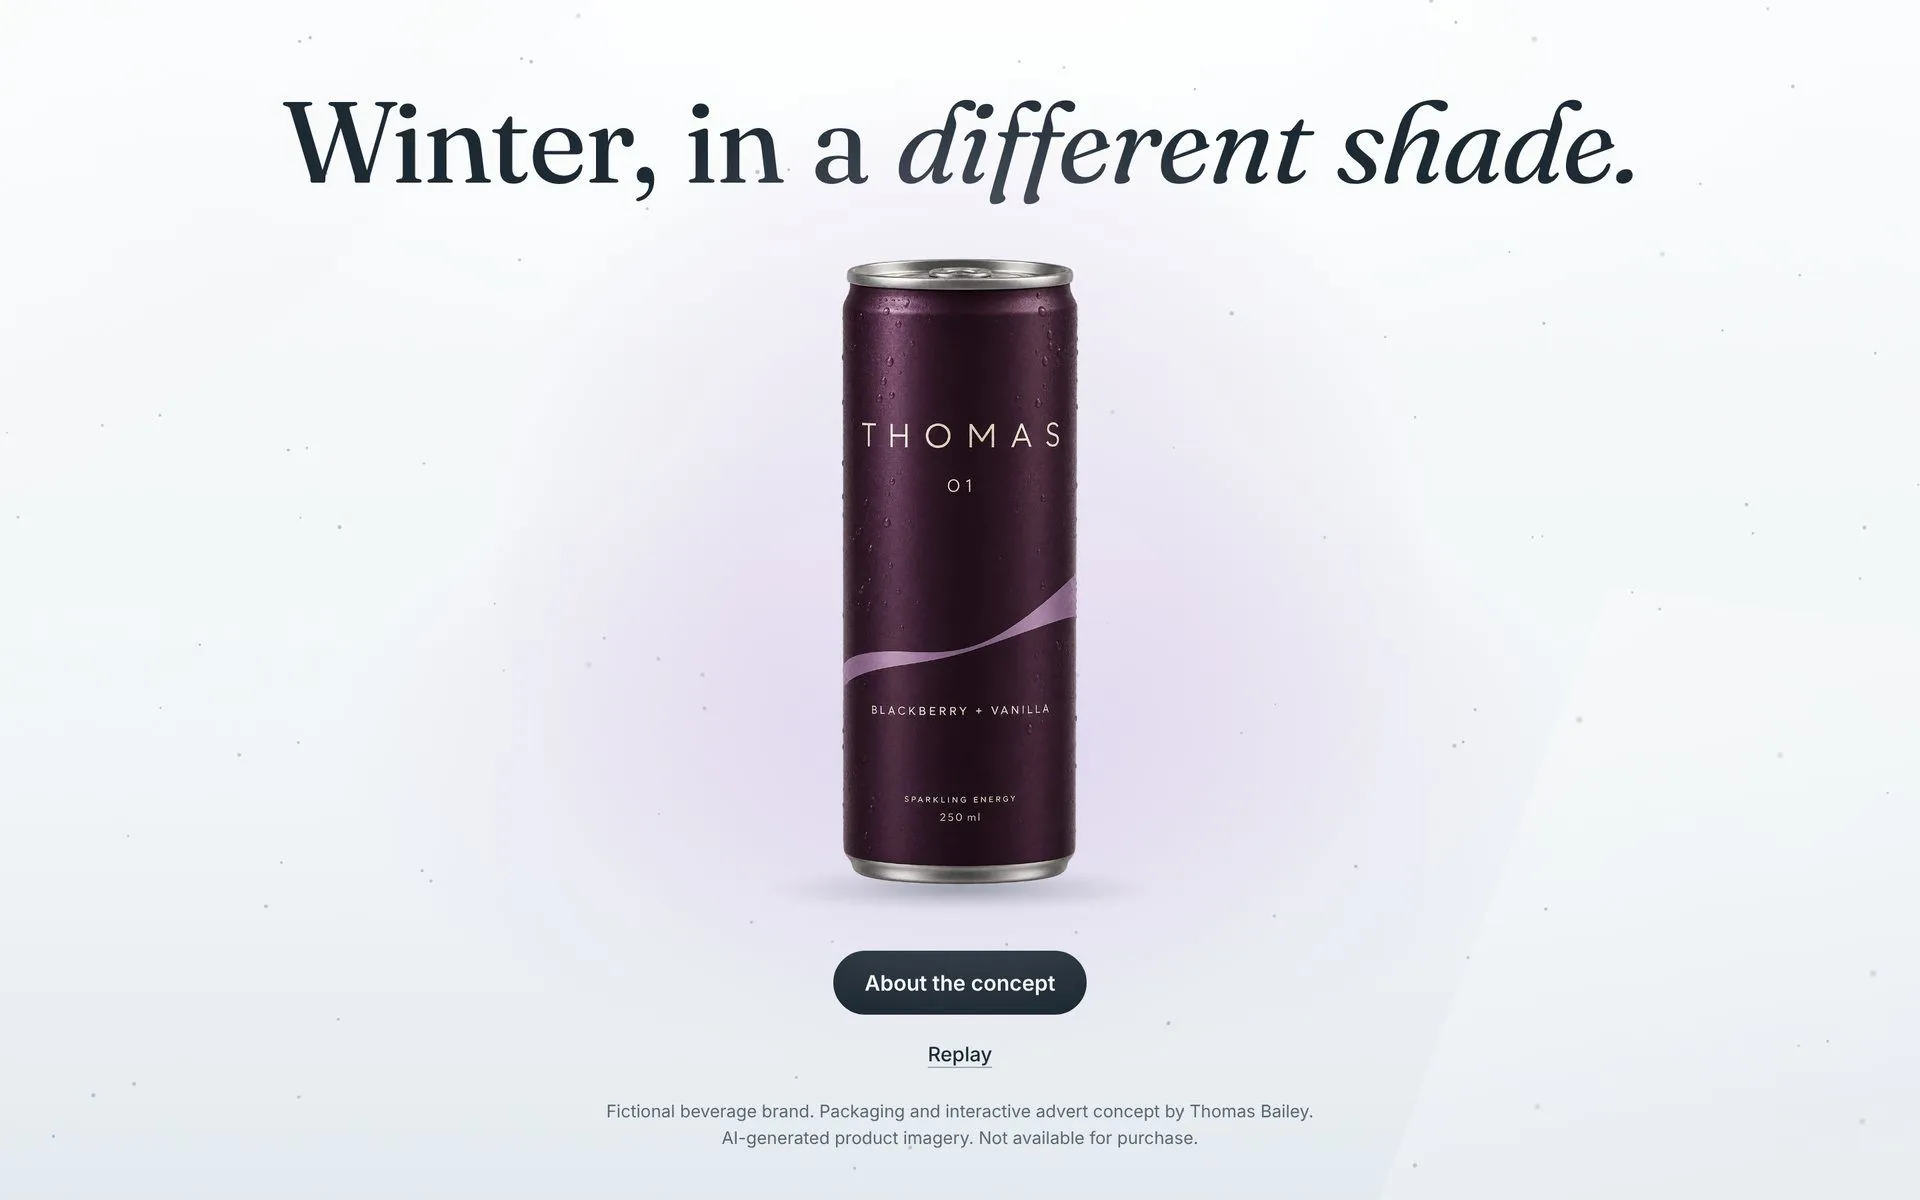 Winter, in a different shade.
THOMAS
01
BLACKBERRY + VANILLA
SPARKLING ENERGY
250 ml
About the concept
Replay
Fictional beverage brand. Packaging and interactive advert concept by Thomas Bailey.
AI-generated product imagery. Not available for purchase.